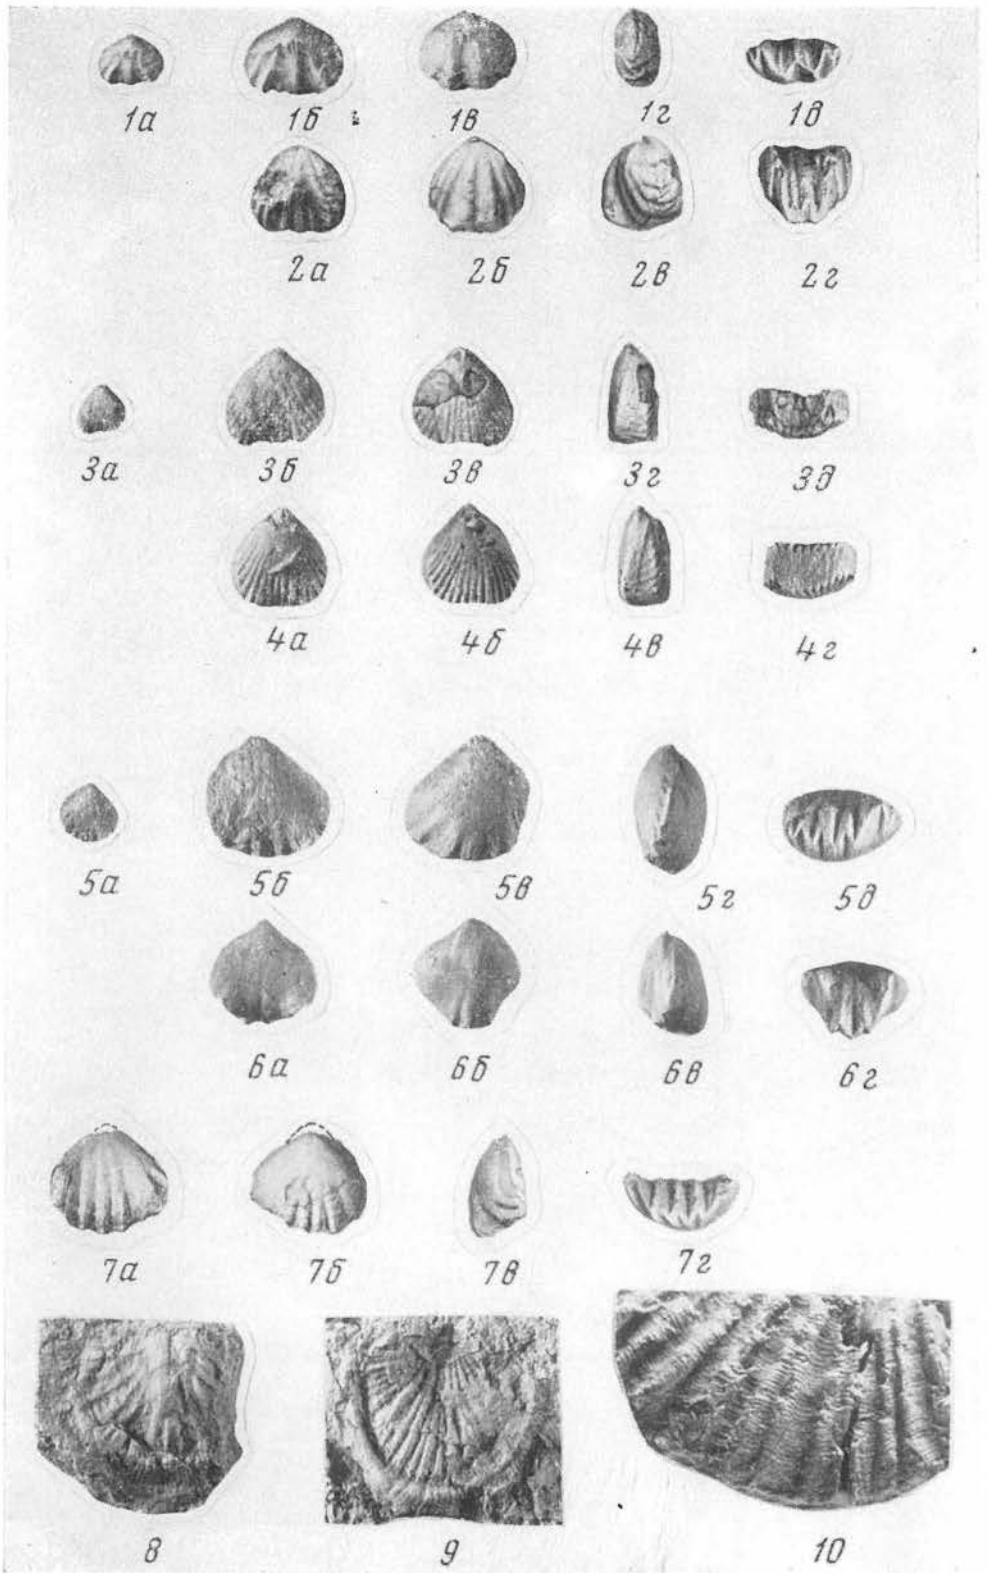 1а 1б 1в 1г 1д
2а 2б 2в 2г
3а 3б 3в 3г 3д
4а 4б 4в 4г
5а 5б 5в 5г 5д
6а 6б 6в 6г
7а 7б 7в 7г
8 9 10